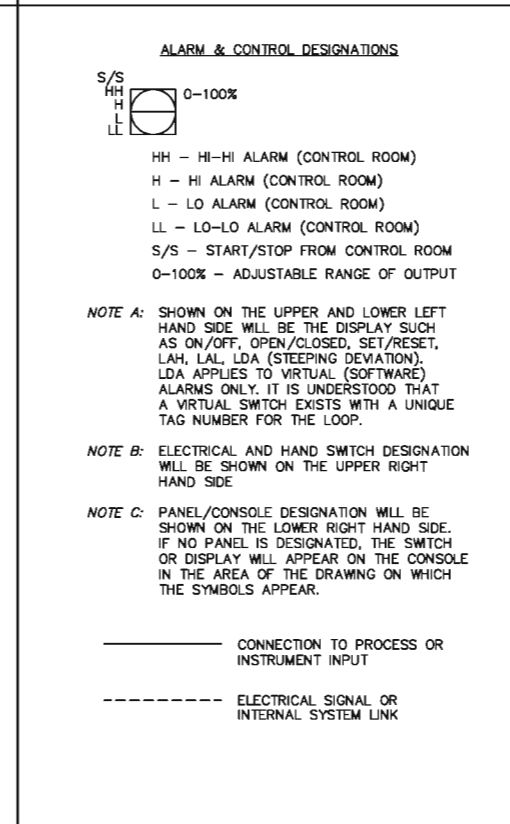 ALARM & CONTROL DESIGNATIONS
S/S
HH
H
L
LL
0-100%
HH - HI-HI ALARM (CONTROL ROOM)
H - HI ALARM (CONTROL ROOM)
L - LO ALARM (CONTROL ROOM)
LL - LO-LO ALARM (CONTROL ROOM)
S/S - START/STOP FROM CONTROL ROOM
0-100% - ADJUSTABLE RANGE OF OUTPUT
NOTE A: SHOWN ON THE UPPER AND LOWER LEFT
HAND SIDE WILL BE THE DISPLAY SUCH
AS ON/OFF, OPEN/CLOSED, SET/RESET,
LAH, LAL, LDA (STEEPING DEVIATION).
LDA APPLIES TO VIRTUAL (SOFTWARE)
ALARMS ONLY. IT IS UNDERSTOOD THAT
A VIRTUAL SWITCH EXISTS WITH A UNIQUE
TAG NUMBER FOR THE LOOP.
NOTE B: ELECTRICAL AND HAND SWITCH DESIGNATION
WILL BE SHOWN ON THE UPPER RIGHT
HAND SIDE
NOTE C: PANEL/CONSOLE DESIGNATION WILL BE
SHOWN ON THE LOWER RIGHT HAND SIDE.
IF NO PANEL IS DESIGNATED, THE SWITCH
OR DISPLAY WILL APPEAR ON THE CONSOLE
IN THE AREA OF THE DRAWING ON WHICH
THE SYMBOLS APPEAR.
CONNECTION TO PROCESS OR
INSTRUMENT INPUT
ELECTRICAL SIGNAL OR
INTERNAL SYSTEM LINK